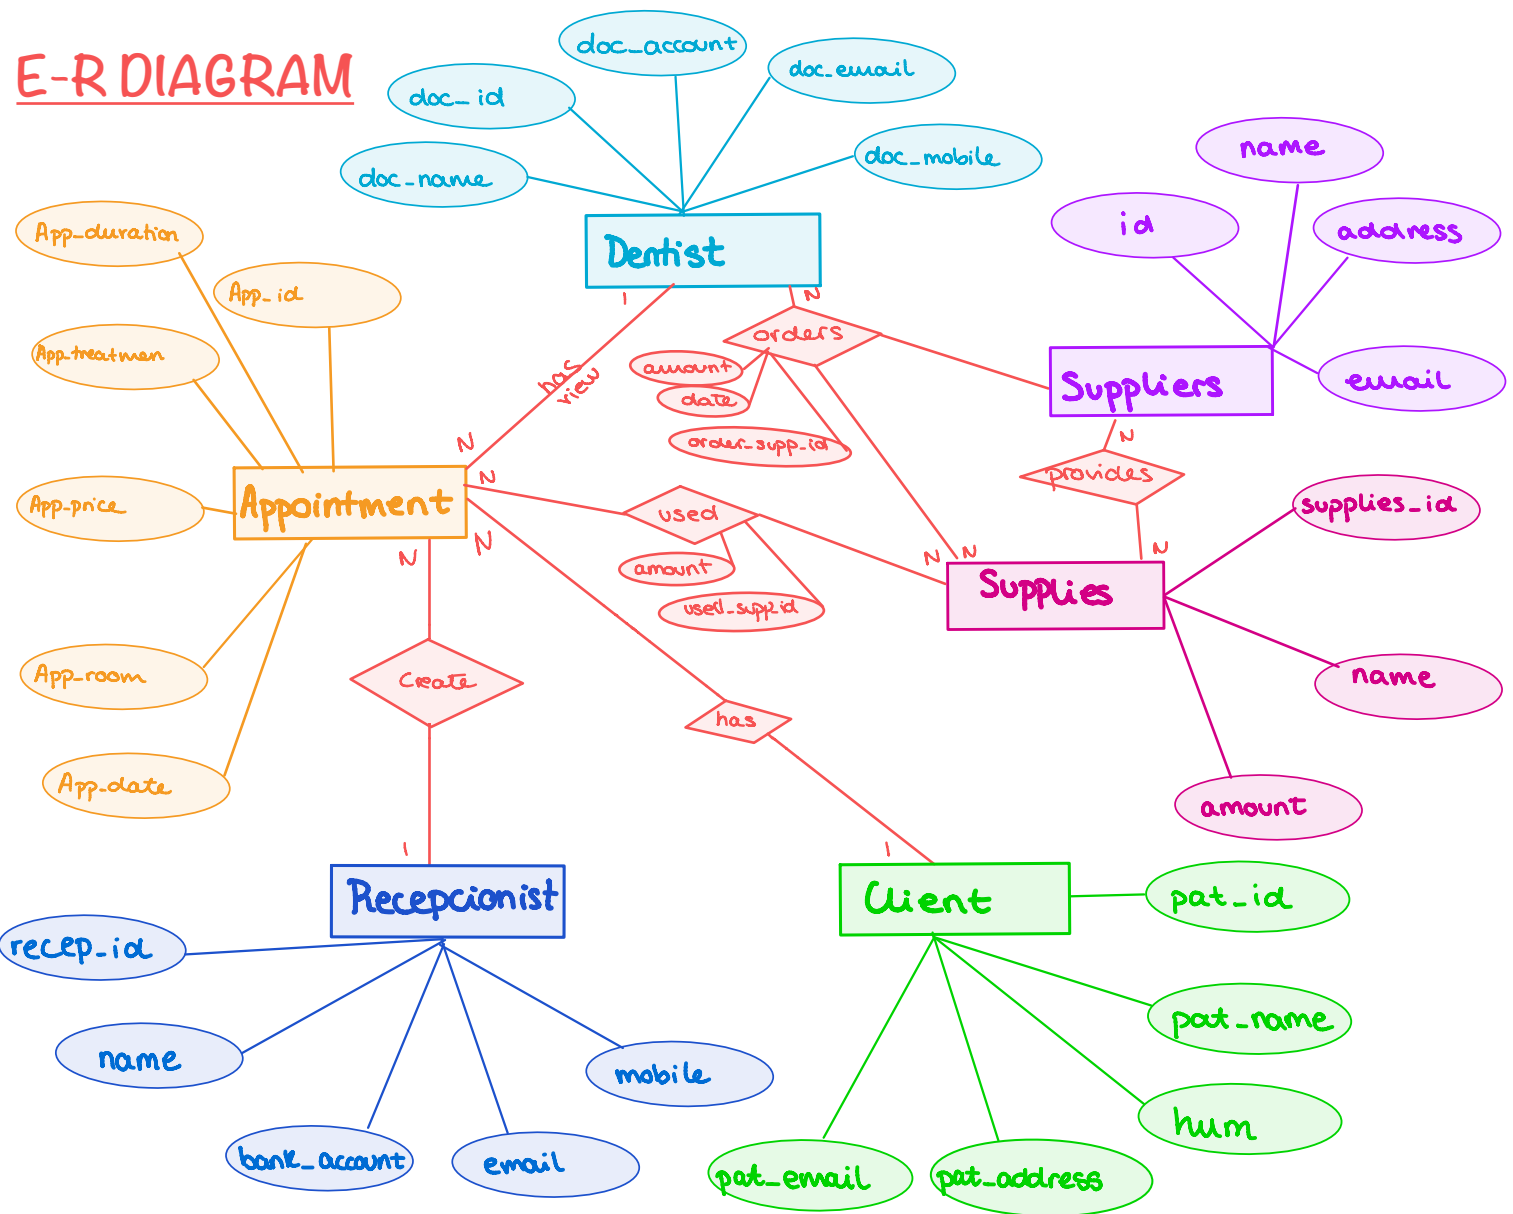 E-R DIAGRAM
doc_account
doc_email
doc_id
doc_mobile
doc_name
Dentist
name
id
address
email
Suppliers
App_duration
App_id
App_treatmen
App_price
Appointment
App_room
App_date
1
N
orders
amount
date
order_supp_id
has
view
N
N
N
N
used
amount
used_supp_id
N
provides
N
N
N
Supplies
supplies_id
name
amount
Create
has
1
1
Recepcionist
recep_id
name
bank_account
email
mobile
Client
pat_id
pat_name
hum
pat_address
pat_email